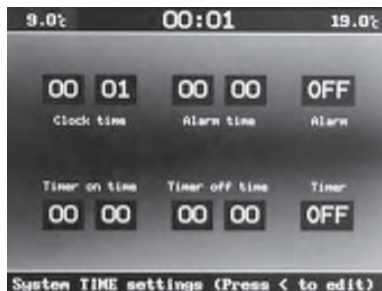 9.0℃ 00:01 19.0℃
00 01 00 00 OFF
Clock time Alarm time Alarm
Timer on time Timer off time Timer
00 00 00 00 OFF
System TIME settings (Press < to edit)